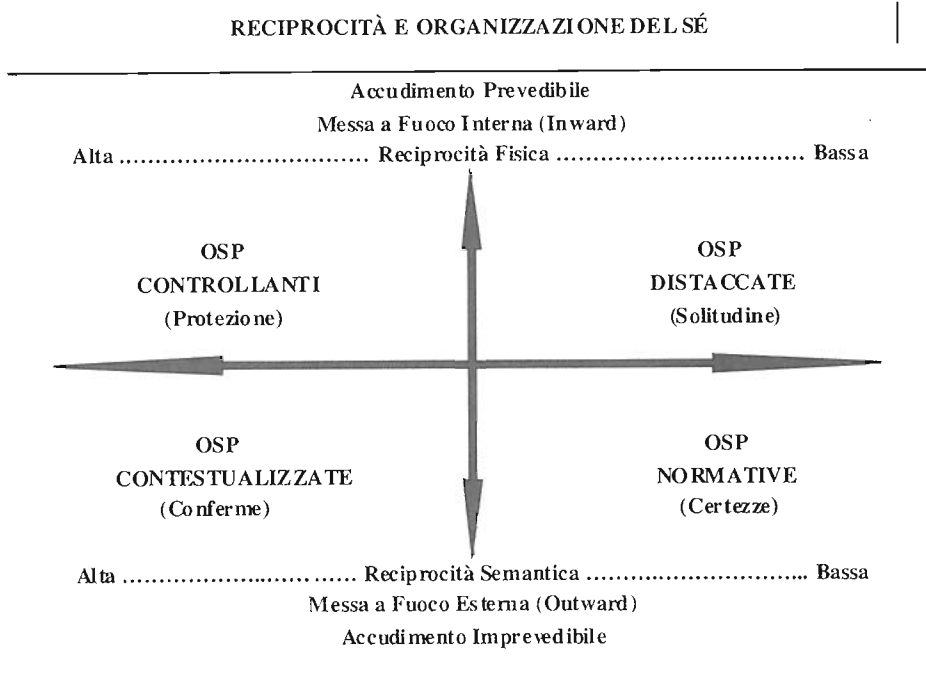 RECIPROCITÀ E ORGANIZZAZIONE DEL SÉ
Accudimento Prevedibile
Messa a Fuoco Interna (Inward)
Alta .................................. Reciprocità Fisica .................................. Bassa
OSP
CONTROLLANTI
(Protezione)
OSP
DISTACCATE
(Solitudine)
OSP
CONTESTUALIZZATE
(Conferme)
OSP
NORMATIVE
(Certezze)
Alta ................................ Reciprocità Semantica .............................. Bassa
Messa a Fuoco Esterna (Outward)
Accudimento Imprevedibile